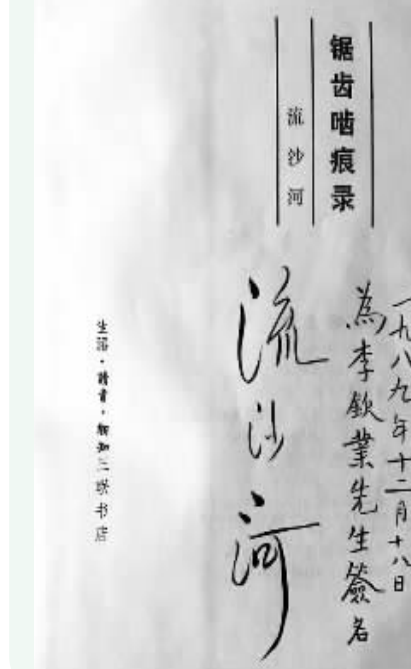 锯齿啮痕录
流沙河
一九八九年十二月十八日
為李欽業先生簽名
流沙河
生活·讀書·新知三联书店